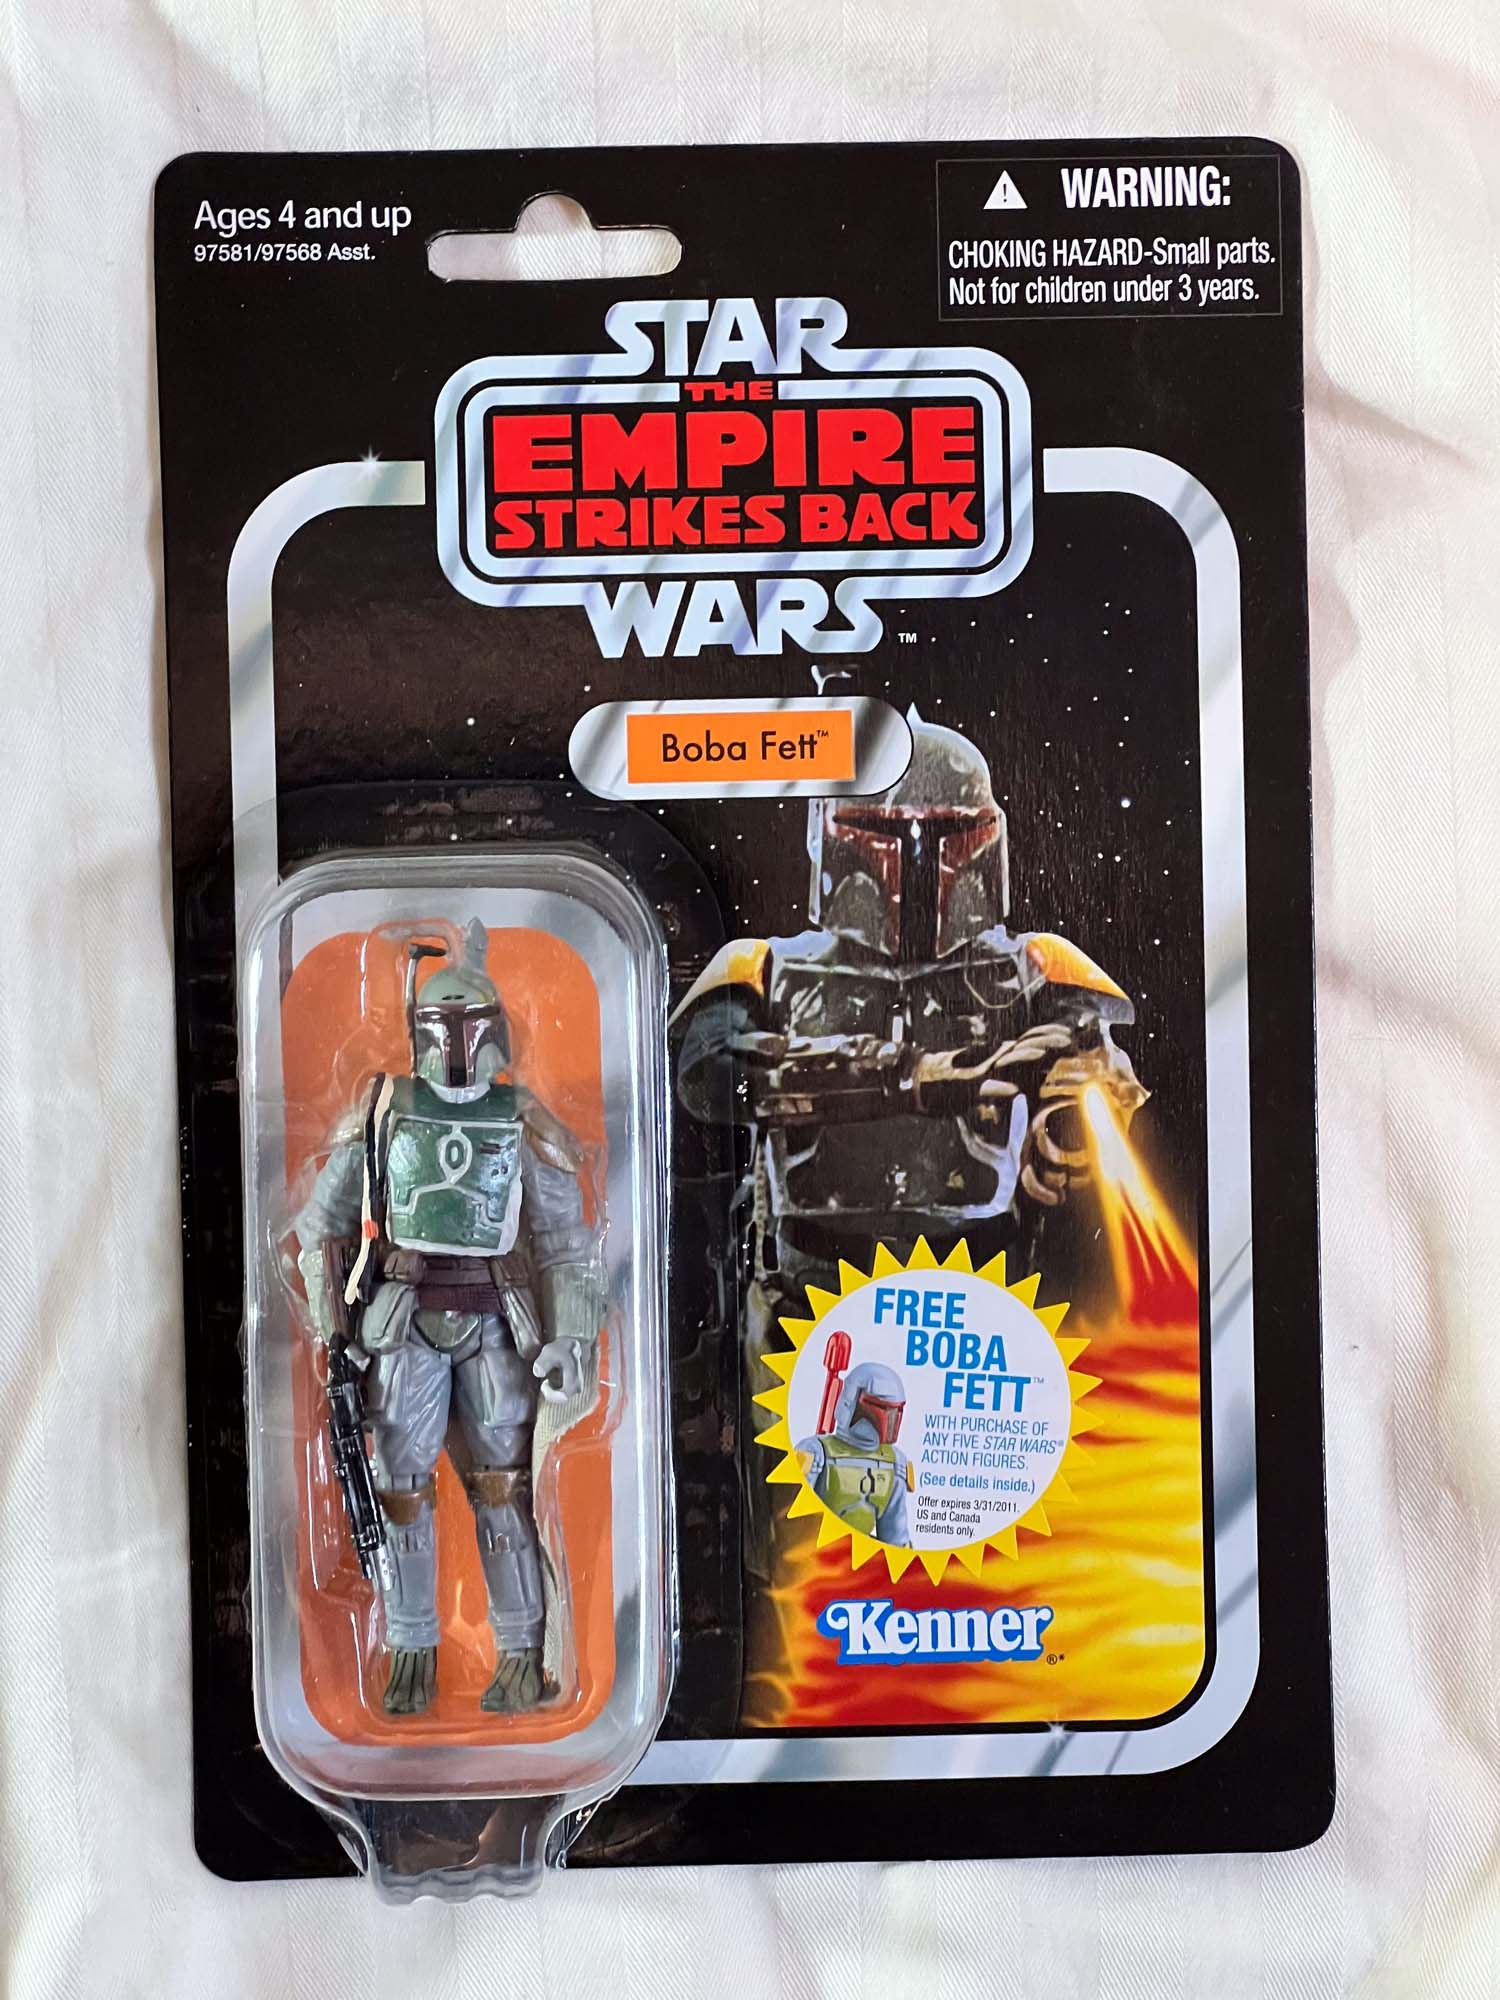 Ages 4 and up
97581/97568 Asst.
⚠ WARNING:
CHOKING HAZARD-Small parts.
Not for children under 3 years.
STAR
THE
EMPIRE
STRIKES BACK
WARS™
Boba Fett™
FREE
BOBA
FETT™
WITH PURCHASE OF
ANY FIVE STAR WARS®
ACTION FIGURES.
(See details inside.)
Offer expires 3/31/2011.
US and Canada
residents only.
Kenner®*